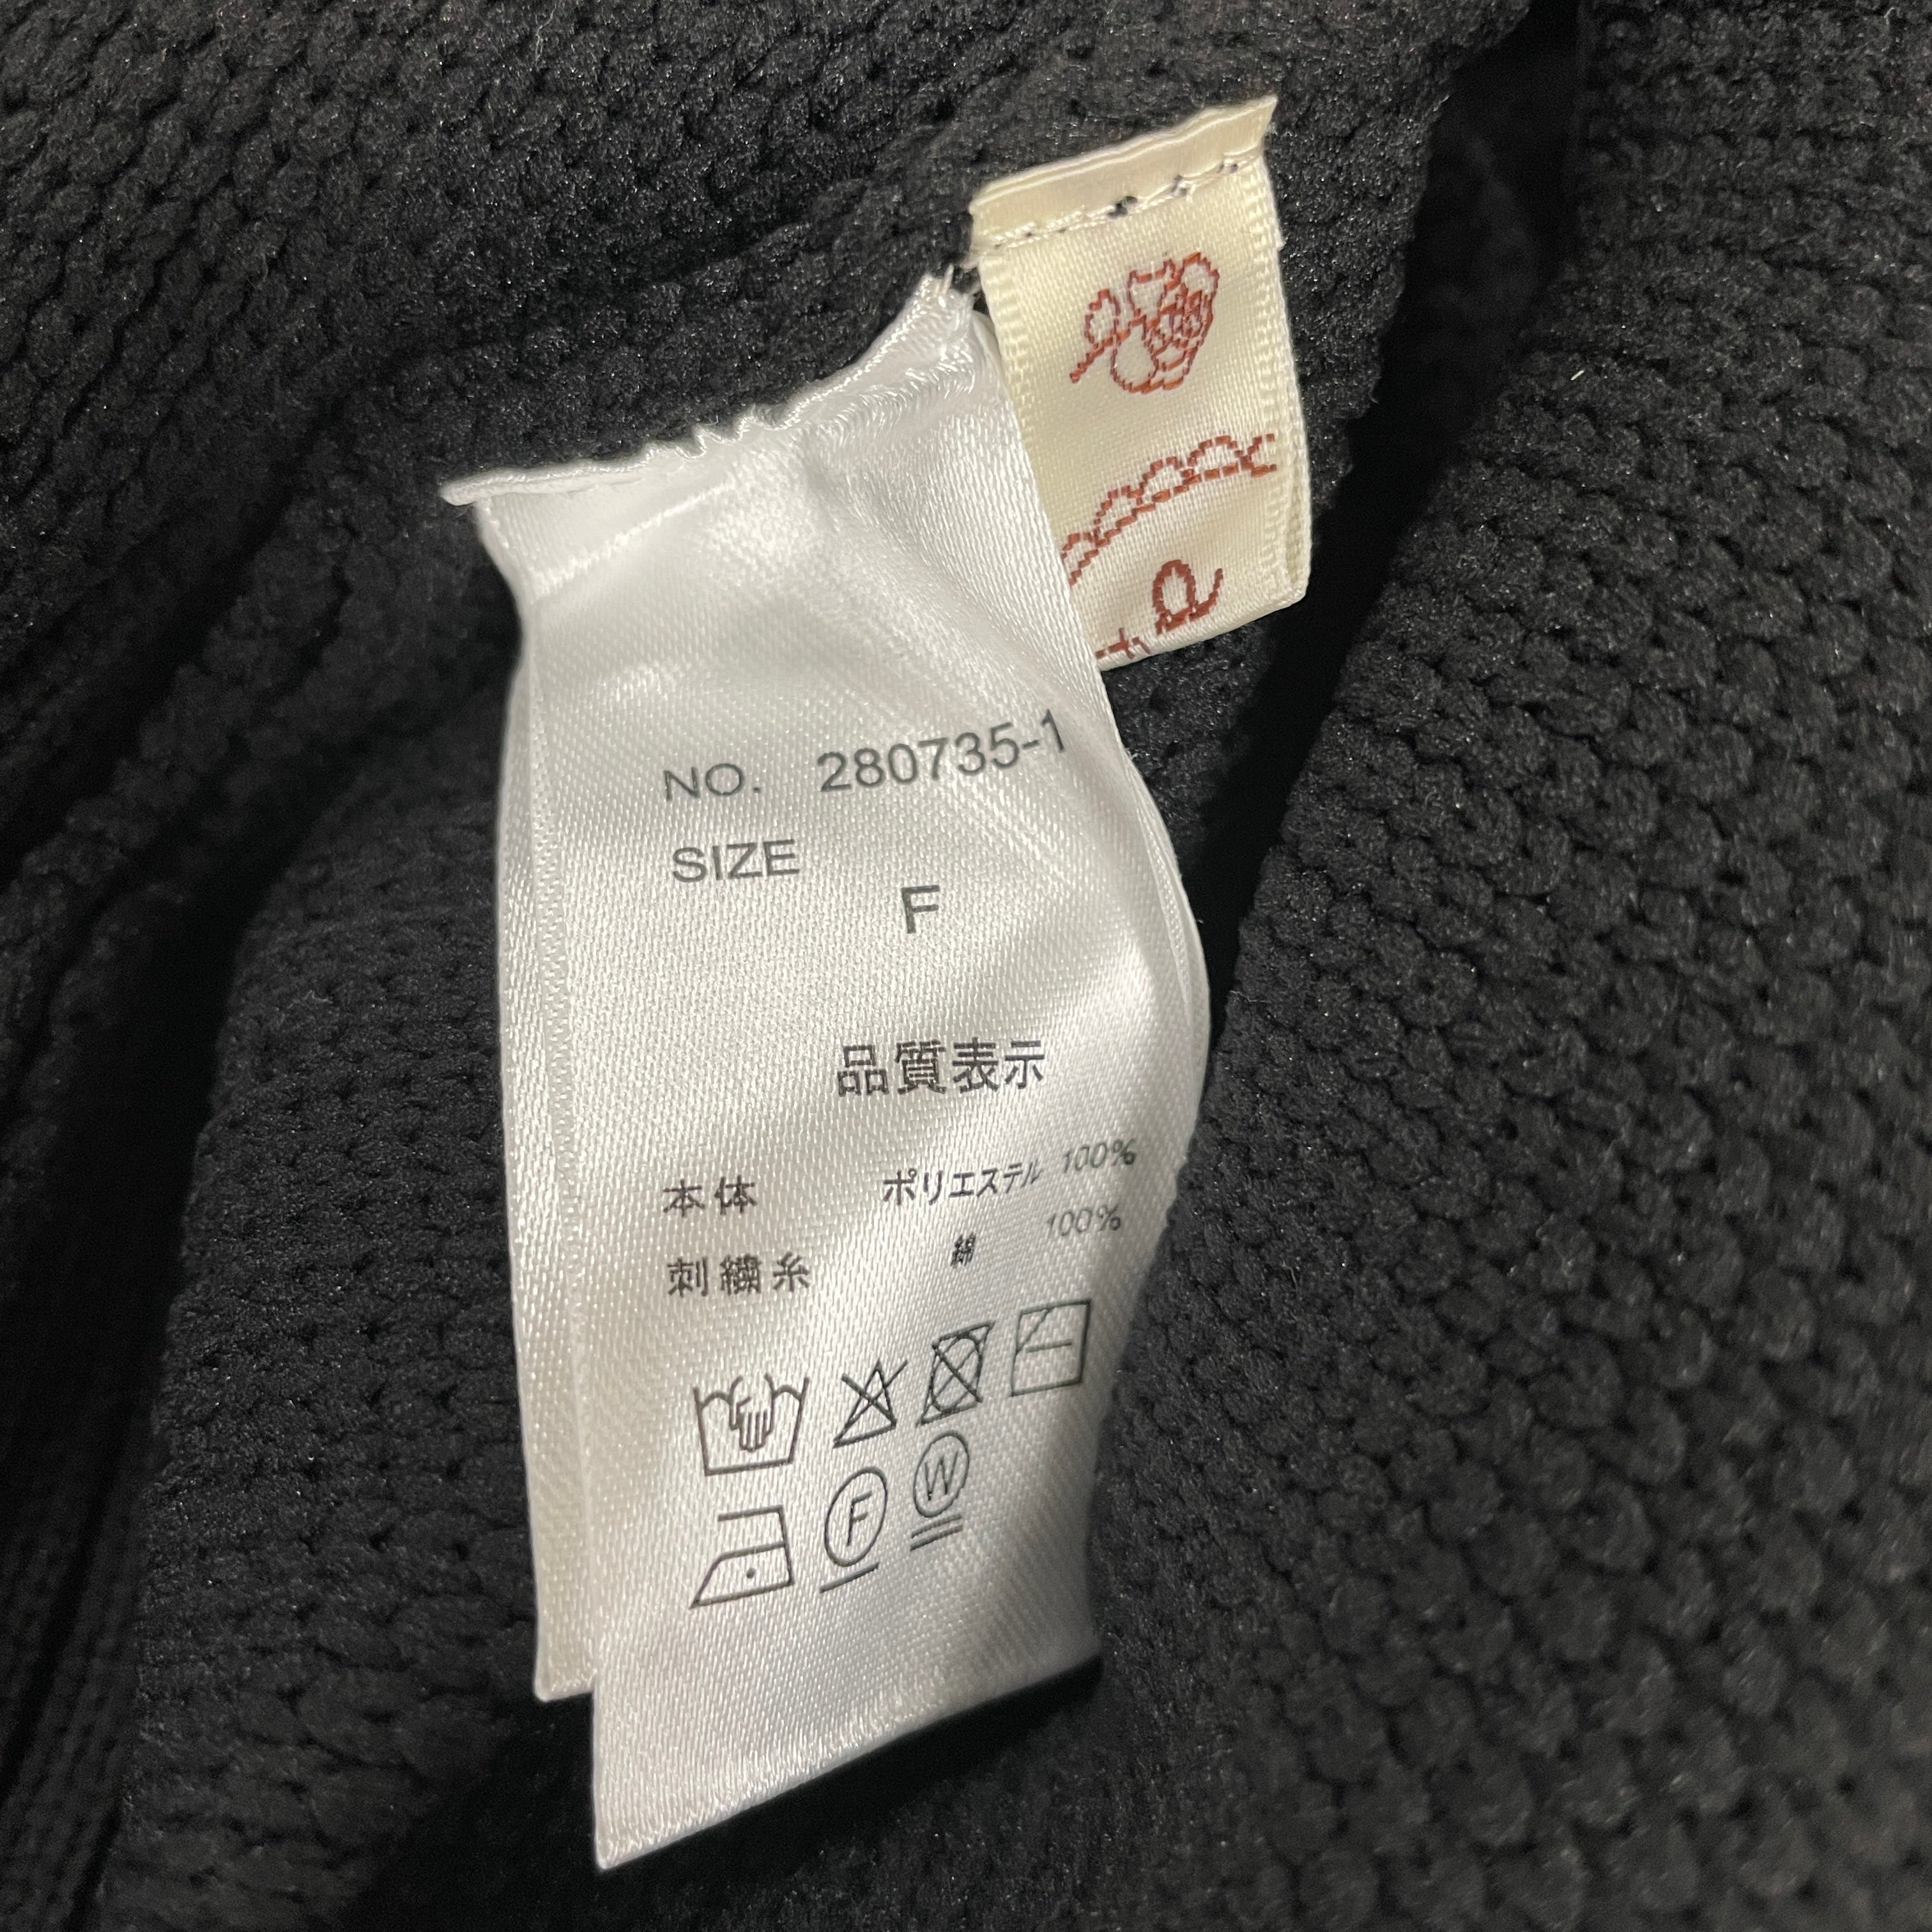 NO. 280735-1
SIZE
F
品質表示
本体 ポリエステル 100%
刺繍糸 綿 100%
F
W